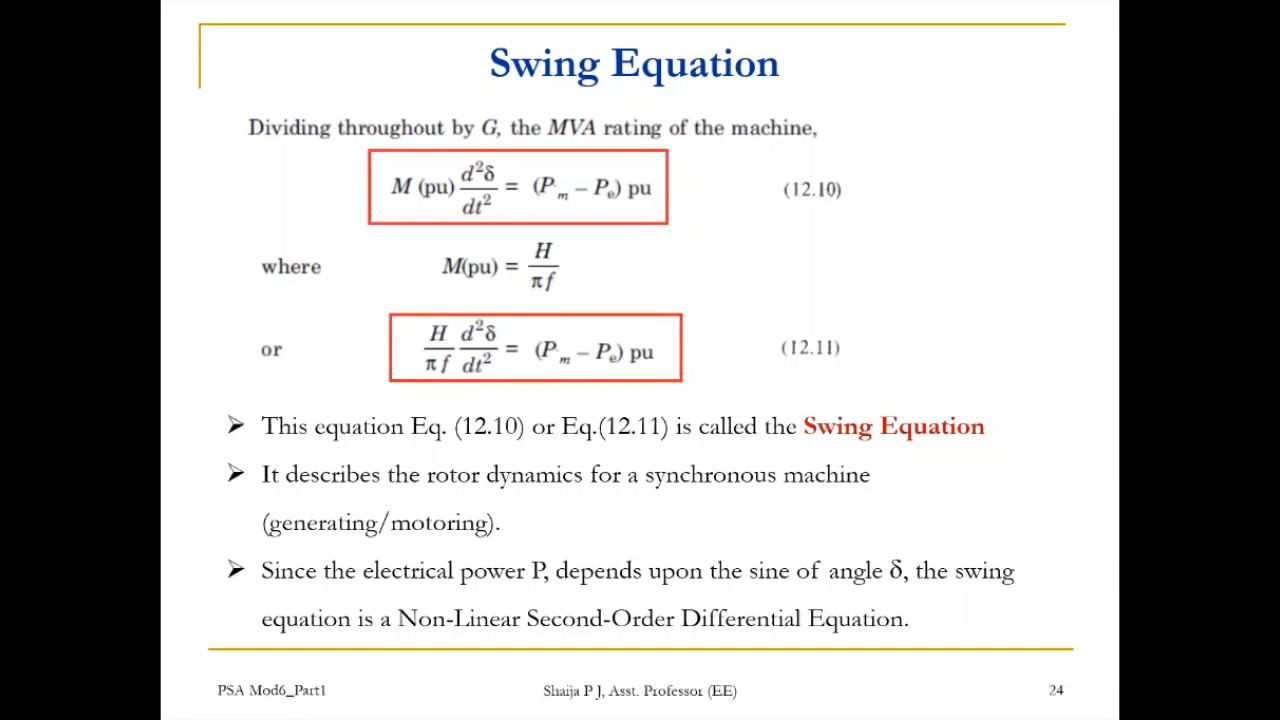 Swing Equation
Dividing throughout by G, the MVA rating of the machine,
M (pu) d²δ/dt² = (Pₘ − Pₑ) pu (12.10)
where M(pu) = H/πf
or H/πf d²δ/dt² = (Pₘ − Pₑ) pu (12.11)
➢ This equation Eq. (12.10) or Eq.(12.11) is called the Swing Equation
➢ It describes the rotor dynamics for a synchronous machine
(generating/motoring).
➢ Since the electrical power P, depends upon the sine of angle δ, the swing
equation is a Non-Linear Second-Order Differential Equation.
PSA Mod6_Part1 Shaija P J, Asst. Professor (EE) 24